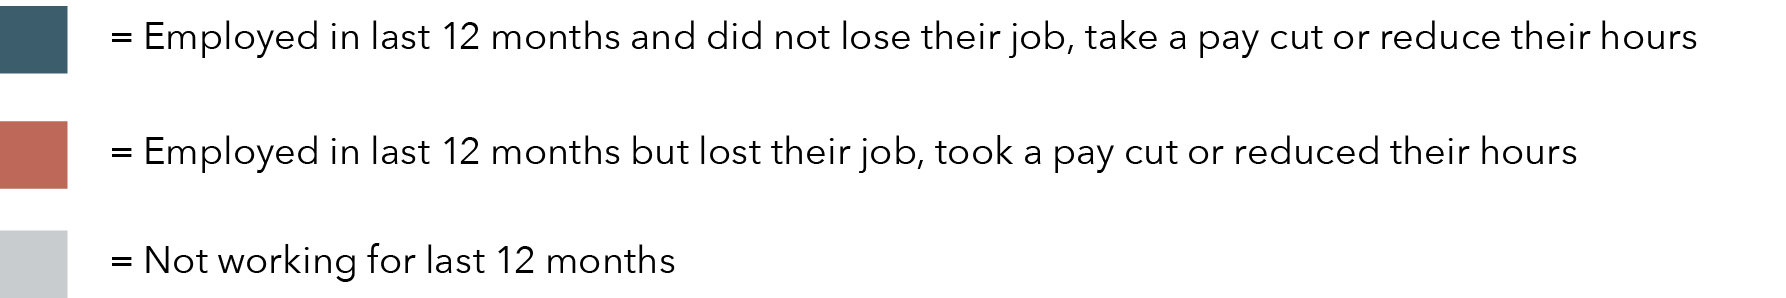 = Employed in last 12 months and did not lose their job, take a pay cut or reduce their hours
= Employed in last 12 months but lost their job, took a pay cut or reduced their hours
= Not working for last 12 months